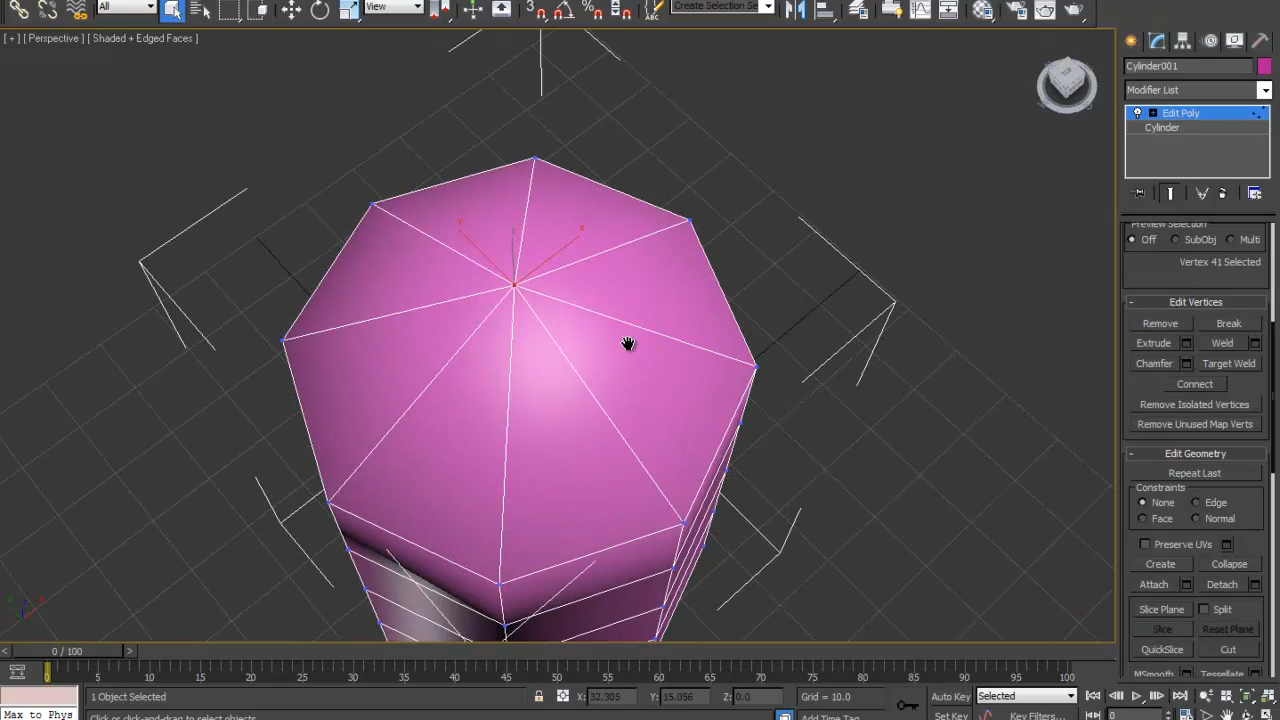 All
View
Create Selection Se
[ + ] [ Perspective ] [ Shaded + Edged Faces ]
TOP
Cylinder001
Modifier List
Edit Poly
Cylinder
Preview Selection
Off SubObj Multi
Vertex 41 Selected
- Edit Vertices
Remove Break
Extrude Weld
Chamfer Target Weld
Connect
Remove Isolated Vertices
Remove Unused Map Verts
- Edit Geometry
Repeat Last
Constraints
None Edge
Face Normal
Preserve UVs
Create Collapse
Attach Detach
Slice Plane Split
Slice Reset Plane
QuickSlice Cut
MSmooth Tessellate
y z x
< 0 / 100 >
0 5 10 15 20 25 30 35 40 45 50 55 60 65 70 75 80 85 90 95 100
1 Object Selected X: 32.305 Y: 15.056 Z: 0.0 Grid = 10.0 Auto Key Selected
Max to Phys Click or click-and-drag to select objects Add Time Tag Set Key Key Filters... 0